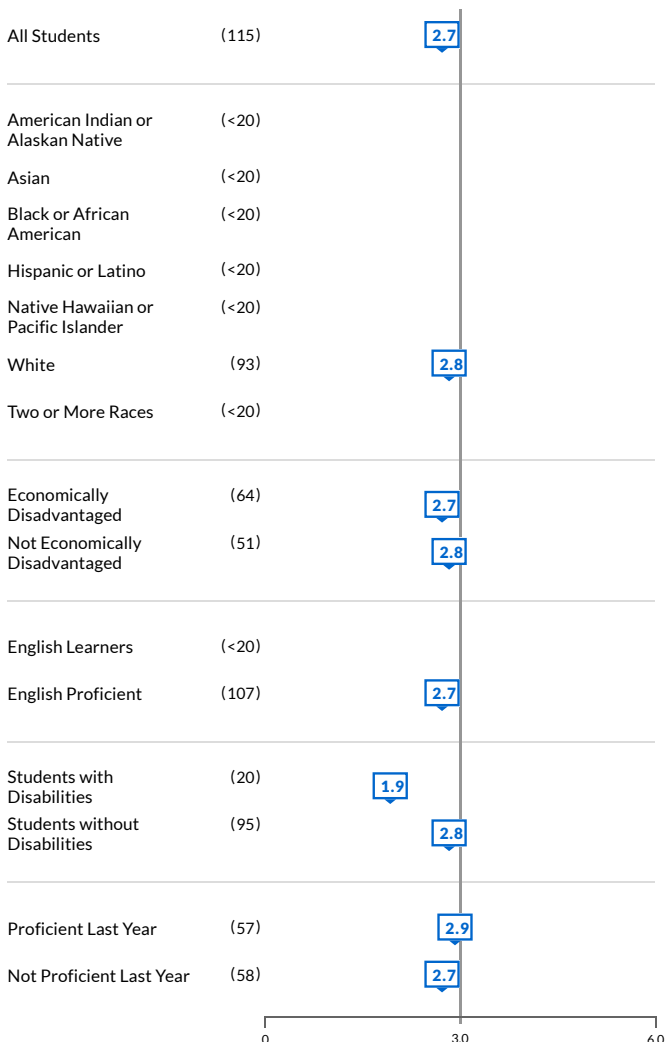 All Students (115) 2.7
American Indian or (<20)
Alaskan Native
Asian (<20)
Black or African (<20)
American
Hispanic or Latino (<20)
Native Hawaiian or (<20)
Pacific Islander
White (93) 2.8
Two or More Races (<20)
Economically (64) 2.7
Disadvantaged
Not Economically (51) 2.8
Disadvantaged
English Learners (<20)
English Proficient (107) 2.7
Students with (20) 1.9
Disabilities
Students without (95) 2.8
Disabilities
Proficient Last Year (57) 2.9
Not Proficient Last Year (58) 2.7
0 3.0 6.0